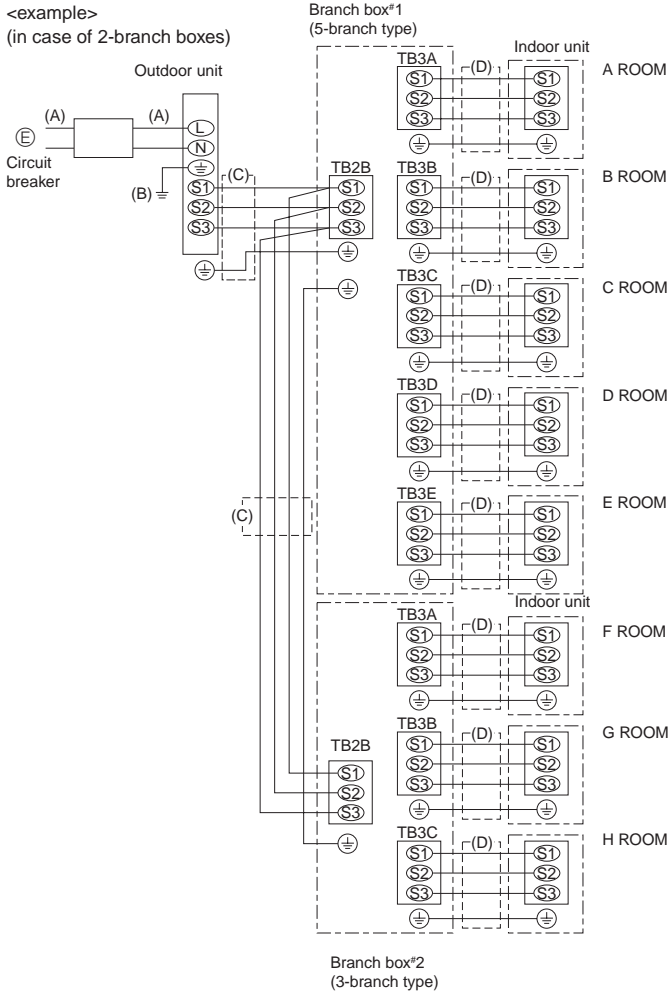 <example>
(in case of 2-branch boxes)
Branch box#1
(5-branch type)
Outdoor unit
Indoor unit
(A)
(A)
L
N
E
Circuit
breaker
(B)
S1
S2
S3
(C)
TB2B
S1
S2
S3
TB3A
S1
S2
S3
(D)
S1
S2
S3
A ROOM
TB3B
S1
S2
S3
(D)
S1
S2
S3
B ROOM
TB3C
S1
S2
S3
(D)
S1
S2
S3
C ROOM
TB3D
S1
S2
S3
(D)
S1
S2
S3
D ROOM
TB3E
S1
S2
S3
(D)
S1
S2
S3
E ROOM
(C)
Indoor unit
TB3A
S1
S2
S3
(D)
S1
S2
S3
F ROOM
TB2B
S1
S2
S3
TB3B
S1
S2
S3
(D)
S1
S2
S3
G ROOM
TB3C
S1
S2
S3
(D)
S1
S2
S3
H ROOM
Branch box#2
(3-branch type)